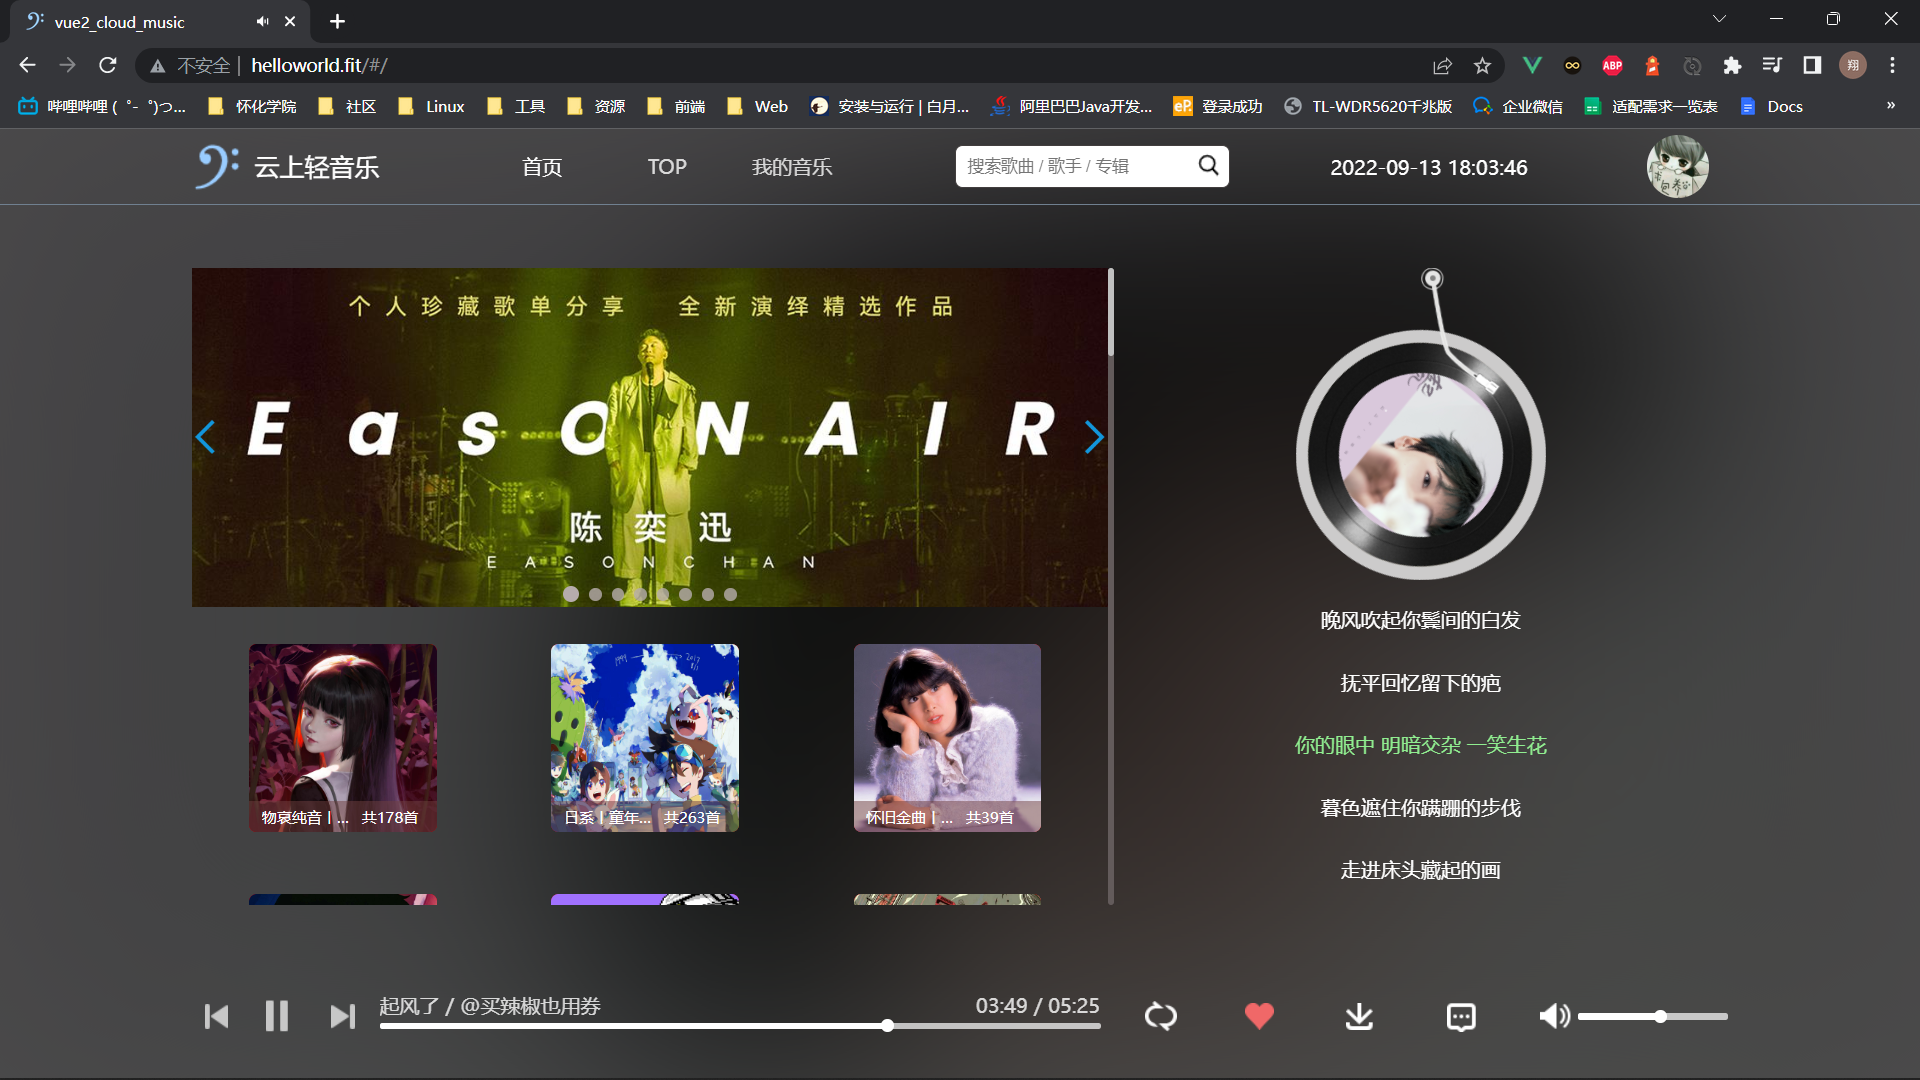 vue2_cloud_music
不安全 | helloworld.fit/#/
ABP
翔
哔哩哔哩 (゜-゜)つ...
怀化学院
社区
Linux
工具
资源
前端
Web
安装与运行 | 白月...
阿里巴巴Java开发...
eP
登录成功
TL-WDR5620千兆版
企业微信
适配需求一览表
Docs
»
云上轻音乐
首页
TOP
我的音乐
搜索歌曲 / 歌手 / 专辑
2022-09-13 18:03:46
个人珍藏歌单分享 全新演绎精选作品
EasONAIR
陈奕迅
EASONCHAN
物哀纯音丨... 共178首
日系丨童年... 共263首
怀旧金曲丨... 共39首
晚风吹起你鬓间的白发
抚平回忆留下的疤
你的眼中 明暗交杂 一笑生花
暮色遮住你蹒跚的步伐
走进床头藏起的画
起风了 / @买辣椒也用券
03:49 / 05:25